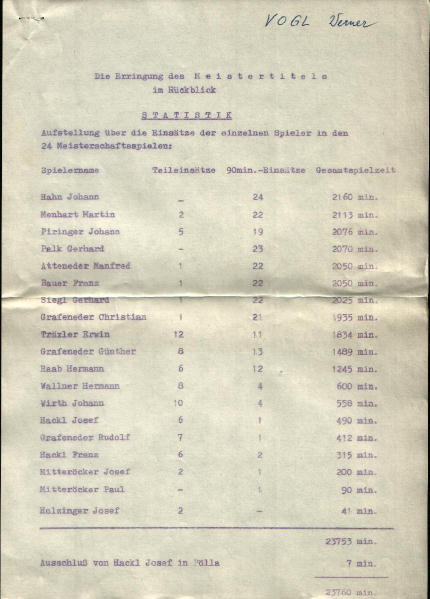 VOGL Werner
Die Erringung des Meistertitels
im Rückblick
STATISTIK
Aufstellung über die Einsätze der einzelnen Spieler in den
24 Meisterschaftsspielen:
Spielername Teileinsätze 90min.-Einsätze Gesamtspielzeit
Hahn Johann - 24 2160 min.
Menhart Martin 2 22 2113 min.
Piringer Johann 5 19 2076 min.
Palk Gerhard - 23 2070 min.
Atteneder Manfred 1 22 2050 min.
Bauer Franz 1 22 2050 min.
Siegl Gerhard 22 2025 min.
Grafeneder Christian 1 21 1935 min.
Traxler Erwin 12 11 1834 min.
Grafeneder Günther 8 13 1489 min.
Raab Hermann 6 12 1245 min.
Wallner Hermann 8 4 600 min.
Wirth Johann 10 4 558 min.
Hackl Josef 6 1 490 min.
Grafeneder Rudolf 7 1 412 min.
Hackl Franz 6 2 315 min.
Mitteröcker Josef 2 1 200 min.
Mitteröcker Paul - 1 90 min.
Holzinger Josef 2 - 41 min.
23753 min.
Ausschluß von Hackl Josef in Pölla 7 min.
23760 min.